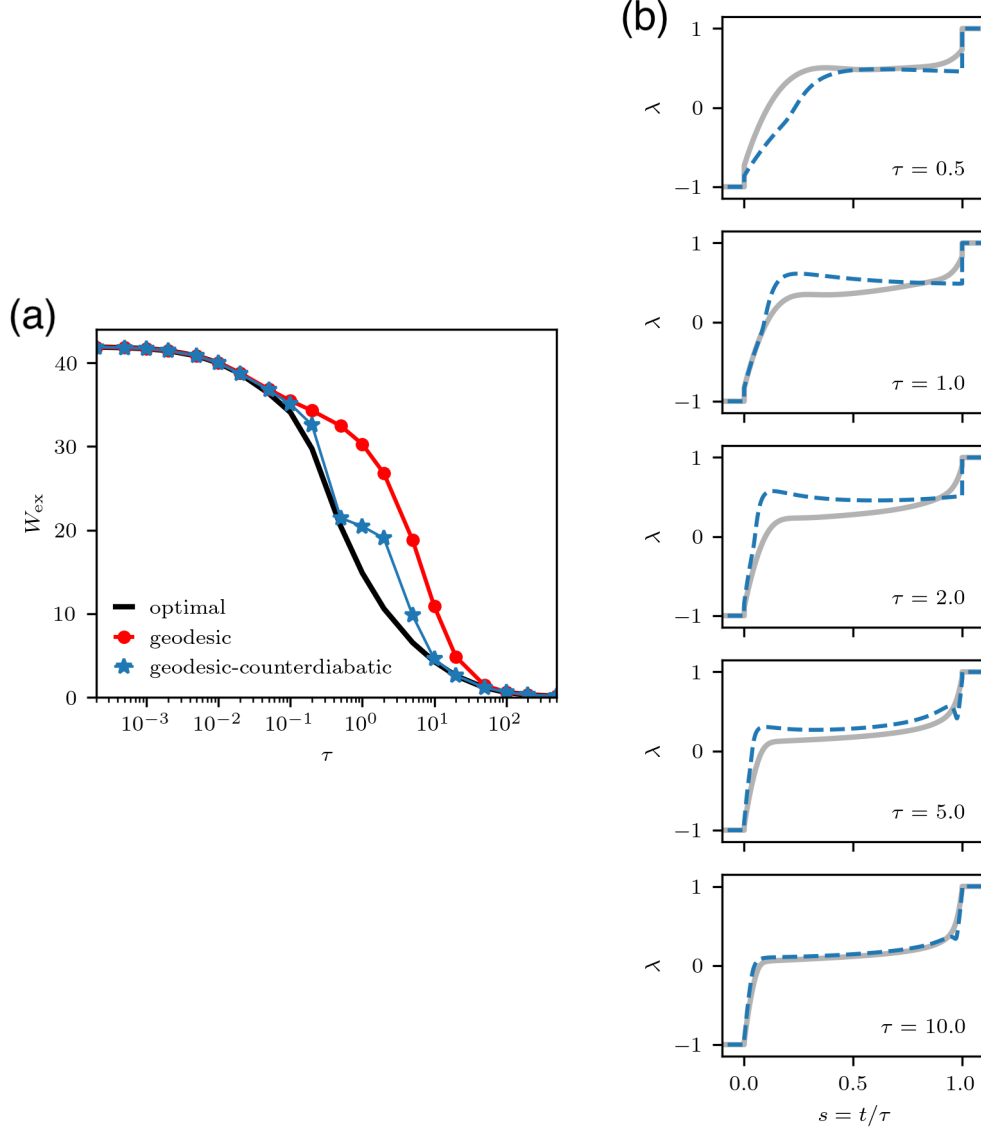 (a)
40
30
20
10
0
W_ex
optimal
geodesic
geodesic-counterdiabatic
10^−3
10^−2
10^−1
10^0
10^1
10^2
τ
(b)
1
0
−1
λ
τ = 0.5
1
0
−1
λ
τ = 1.0
1
0
−1
λ
τ = 2.0
1
0
−1
λ
τ = 5.0
1
0
−1
λ
τ = 10.0
0.0 0.5 1.0
s = t/τ